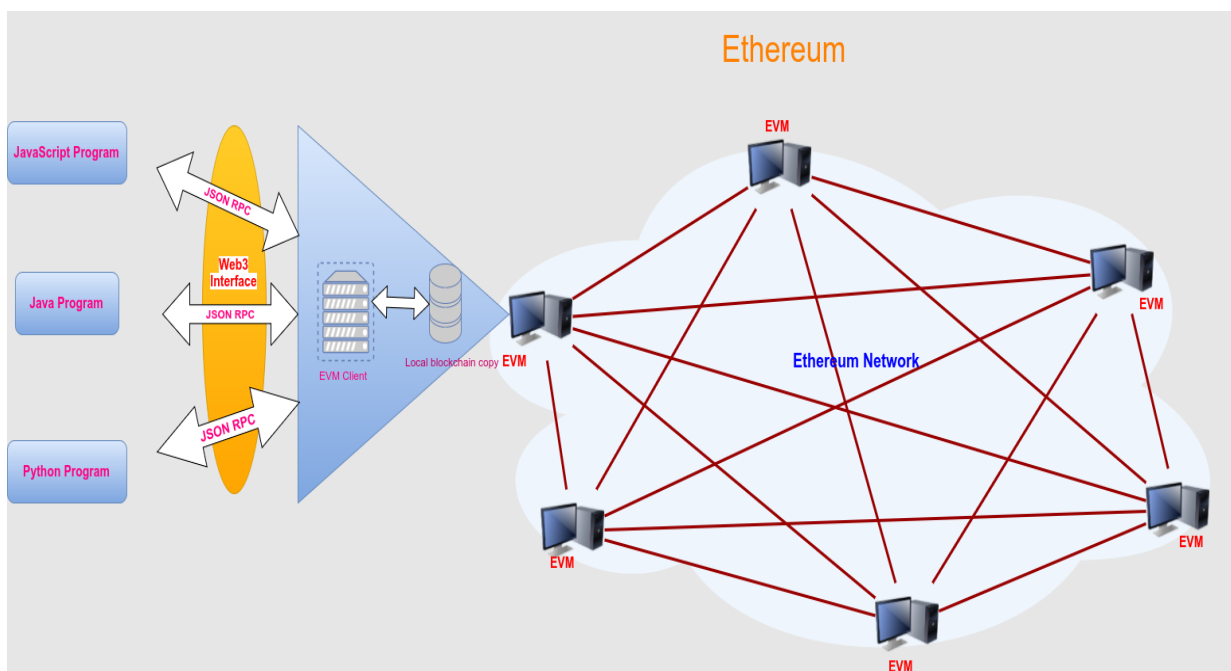 Ethereum
EVM
JavaScript Program
JSON RPC
Web3
Interface
EVM
Java Program
JSON RPC
EVM Client
Local blockchain copy
EVM
Ethereum Network
JSON RPC
Python Program
EVM
EVM
EVM